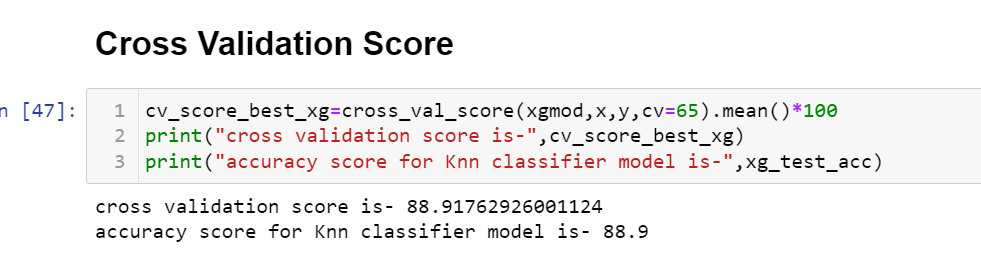 Cross Validation Score
n [47]:
1 cv_score_best_xg=cross_val_score(xgmod,x,y,cv=65).mean()*100
2 print("cross validation score is-",cv_score_best_xg)
3 print("accuracy score for Knn classifier model is-",xg_test_acc)
cross validation score is- 88.91762926001124
accuracy score for Knn classifier model is- 88.9